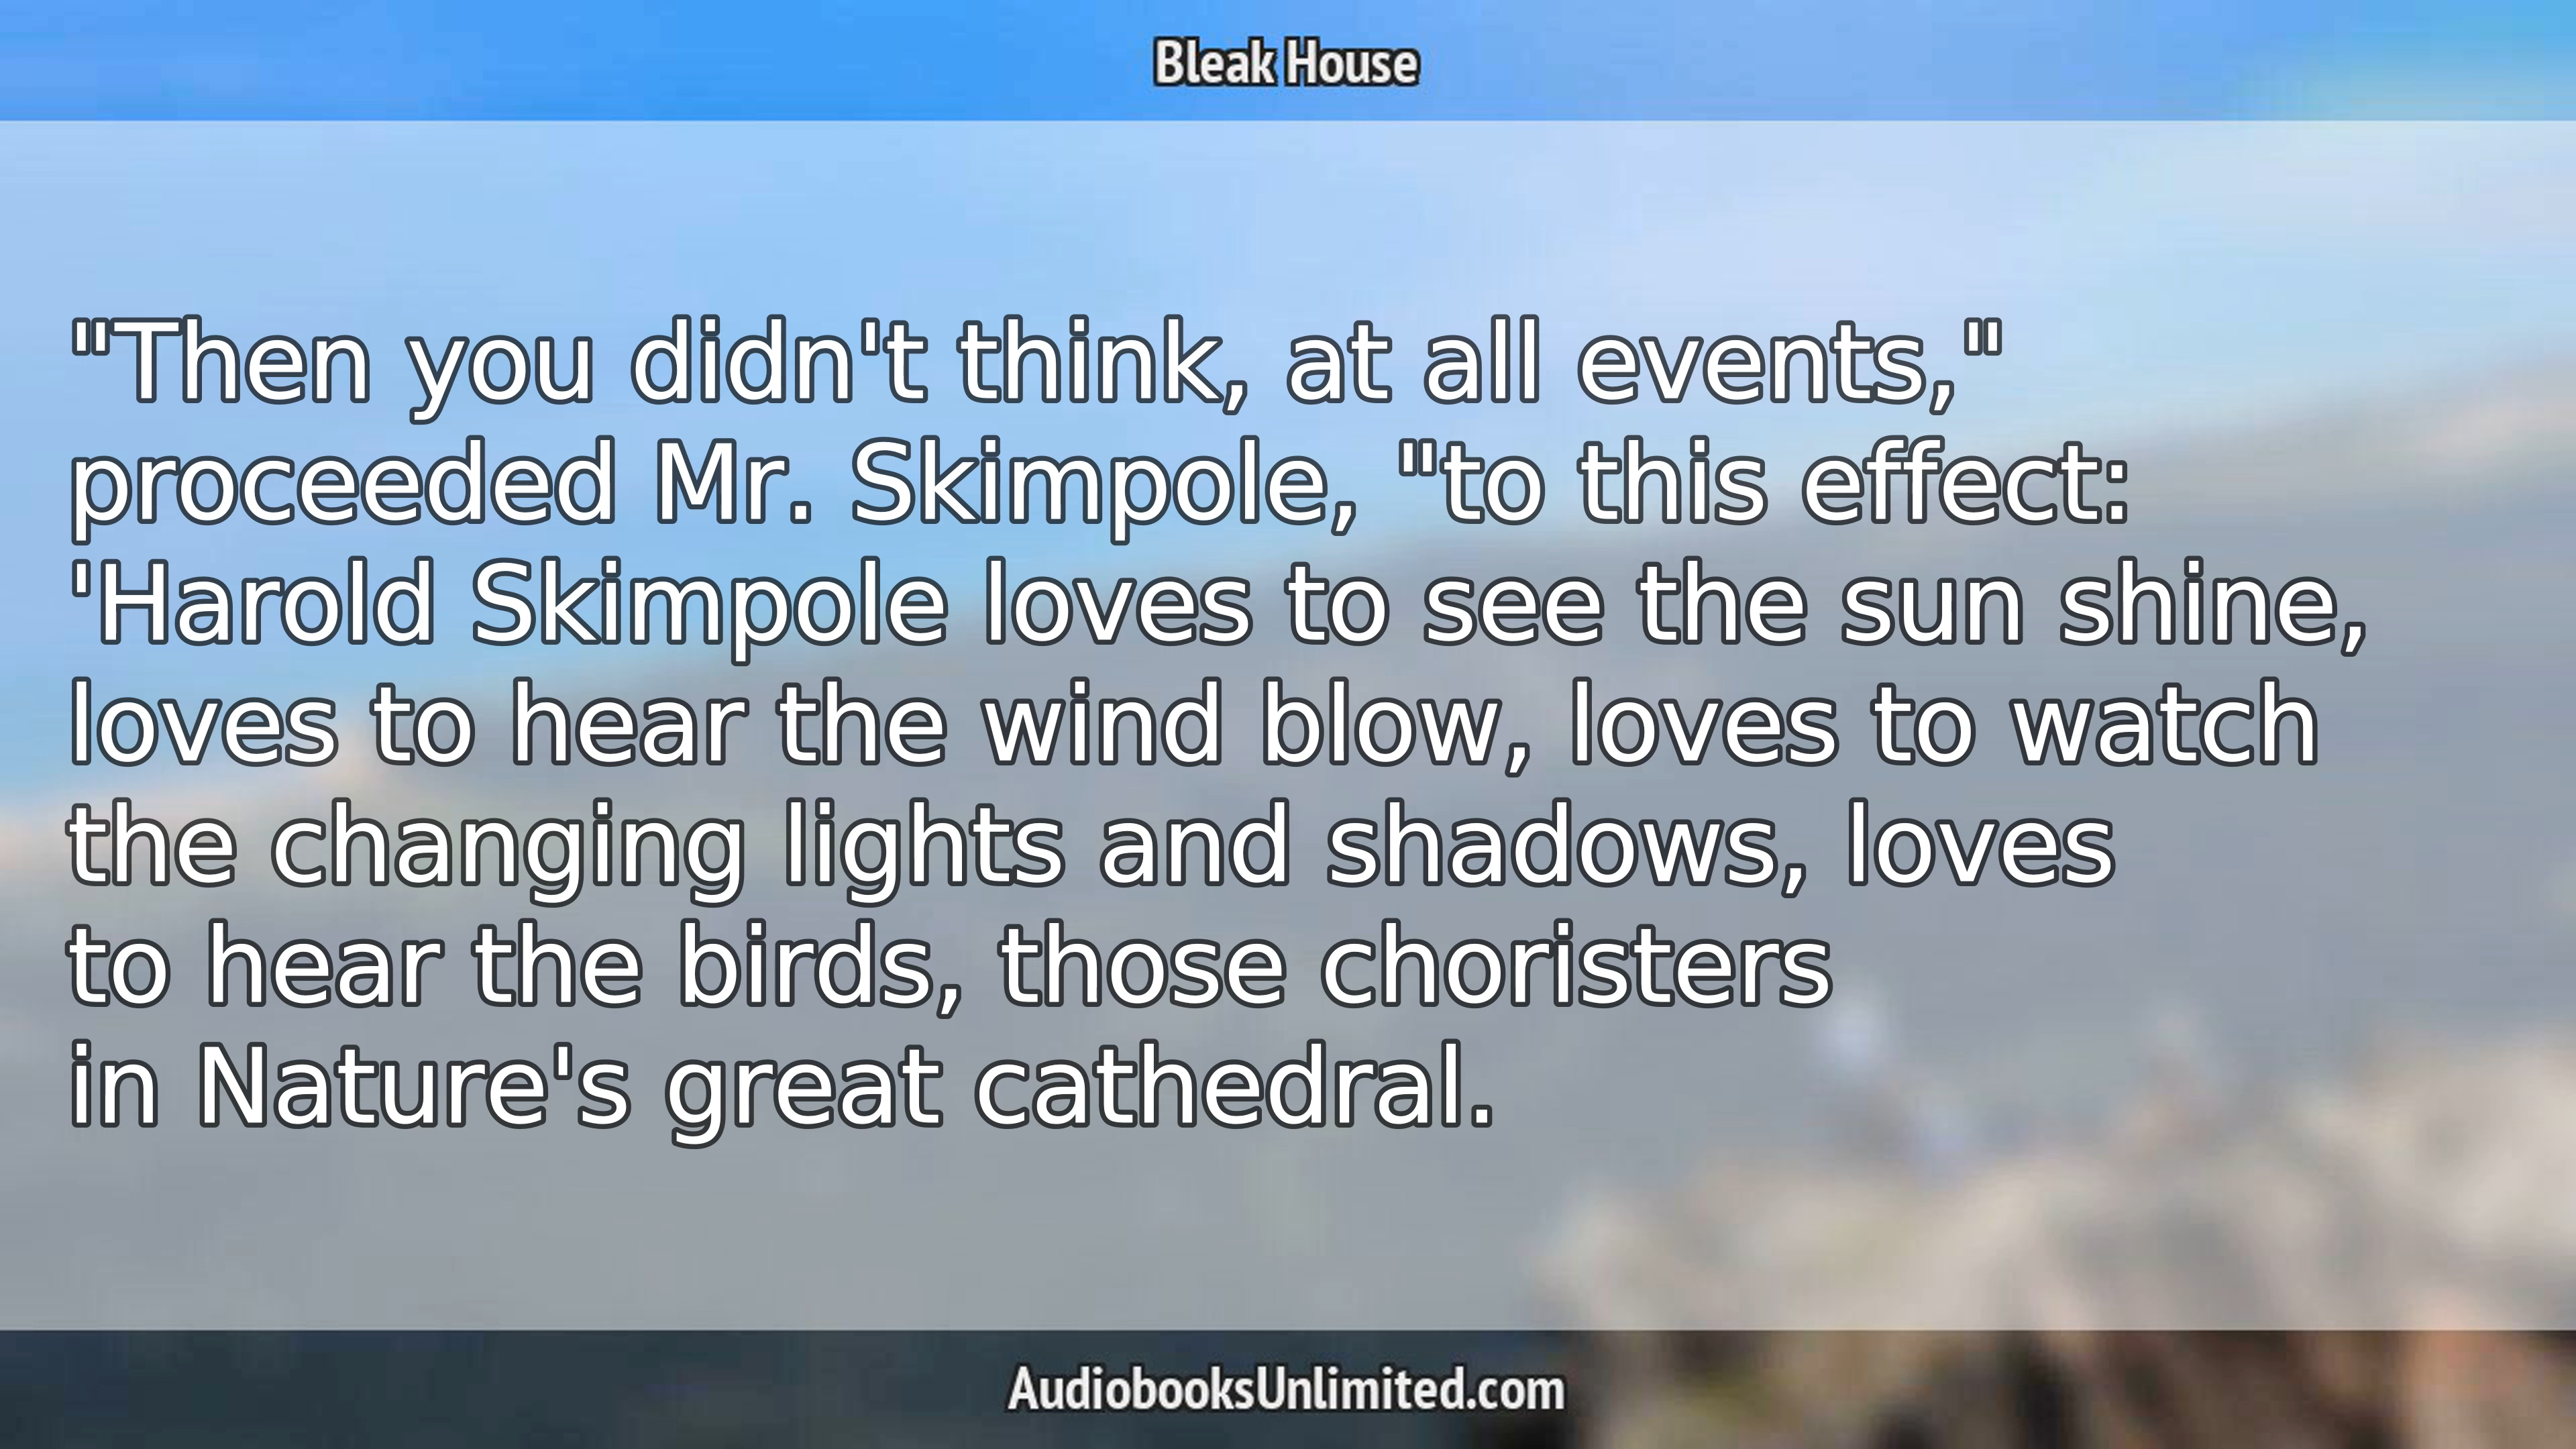 Bleak House
"Then you didn't think, at all events,"
proceeded Mr. Skimpole, "to this effect:
'Harold Skimpole loves to see the sun shine,
loves to hear the wind blow, loves to watch
the changing lights and shadows, loves
to hear the birds, those choristers
in Nature's great cathedral.
AudiobooksUnlimited.com